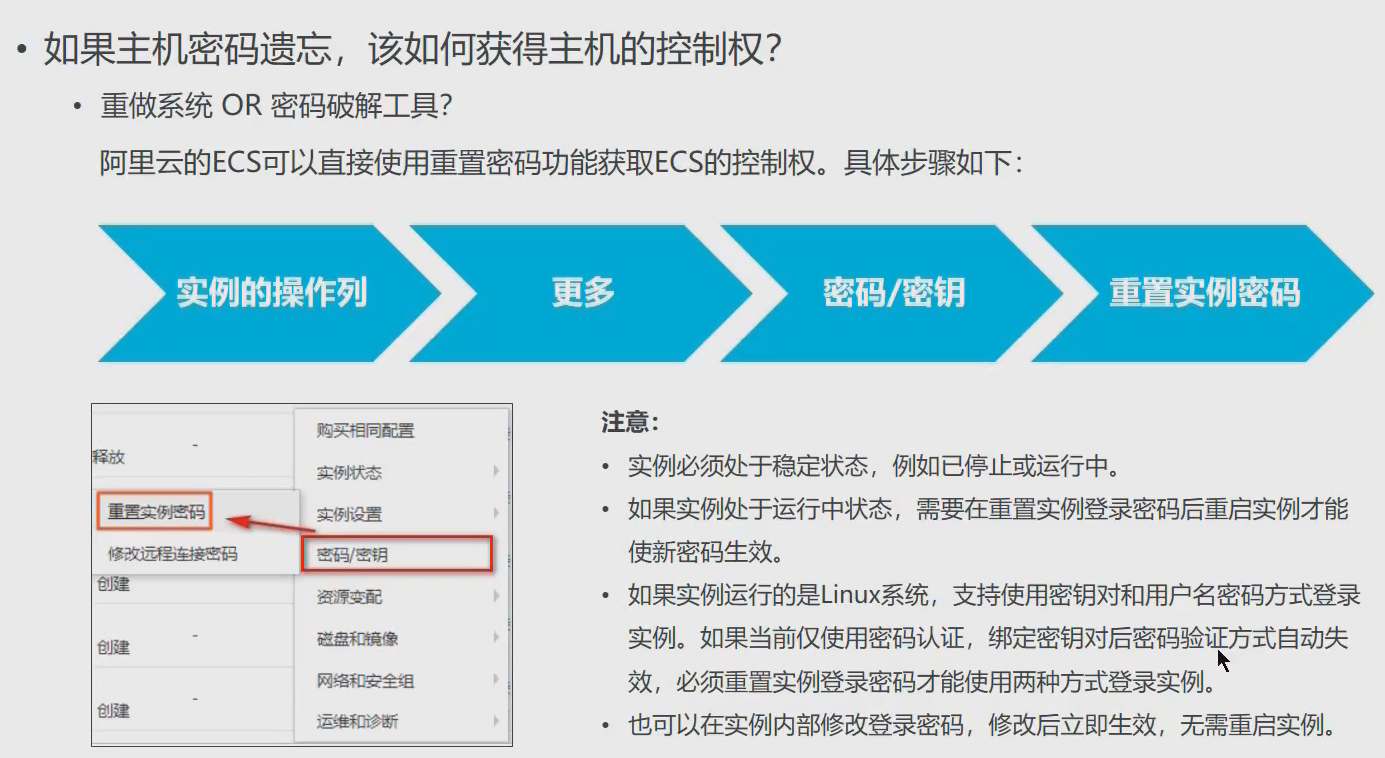 • 如果主机密码遗忘，该如何获得主机的控制权？
• 重做系统 OR 密码破解工具？
阿里云的ECS可以直接使用重置密码功能获取ECS的控制权。具体步骤如下：
实例的操作列
更多
密码/密钥
重置实例密码
购买相同配置
释放
-
实例状态
重置实例密码
实例设置
修改远程连接密码
密码/密钥
创建
资源变配
创建
-
磁盘和镜像
网络和安全组
创建
-
运维和诊断
注意：
• 实例必须处于稳定状态，例如已停止或运行中。
• 如果实例处于运行中状态，需要在重置实例登录密码后重启实例才能
使新密码生效。
• 如果实例运行的是Linux系统，支持使用密钥对和用户名密码方式登录
实例。如果当前仅使用密码认证，绑定密钥对后密码验证方式自动失
效，必须重置实例登录密码才能使用两种方式登录实例。
• 也可以在实例内部修改登录密码，修改后立即生效，无需重启实例。